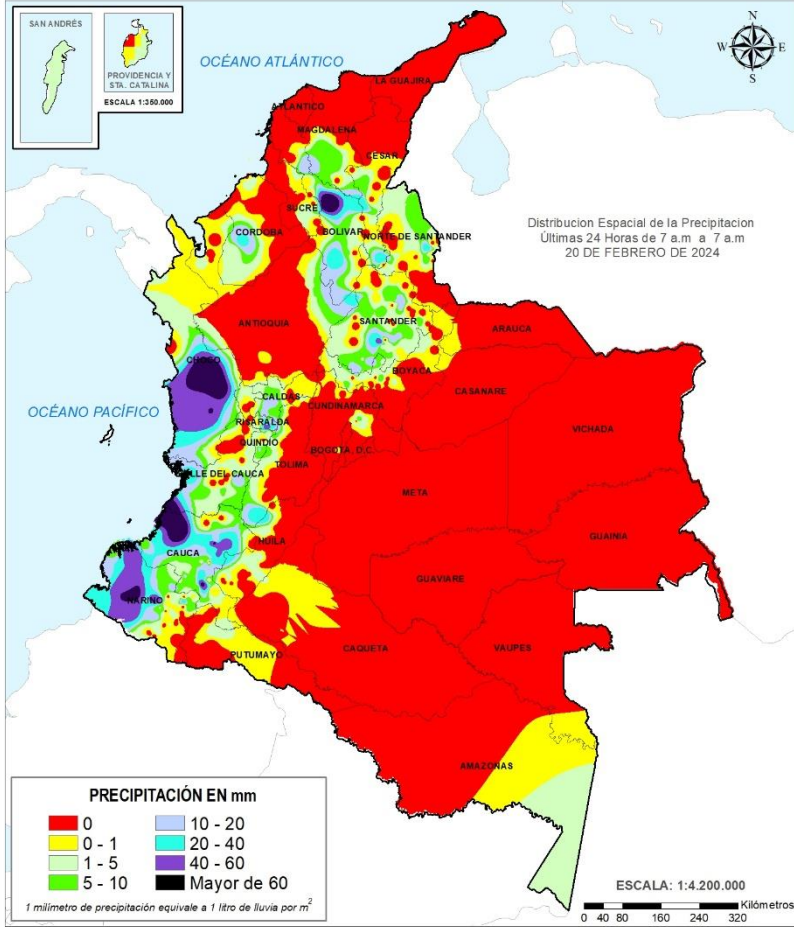 SAN ANDRÉS
PROVIDENCIA Y
STA. CATALINA
ESCALA 1:350.000
OCÉANO ATLÁNTICO
N
W
E
S
LA GUAJIRA
ATLANTICO
MAGDALENA
CESAR
SUCRE
CORDOBA
BOLIVAR
NORTE DE SANTANDER
Distribucion Espacial de la Precipitacion
Últimas 24 Horas de 7 a.m a 7 a.m
20 DE FEBRERO DE 2024
ANTIOQUIA
SANTANDER
ARAUCA
CHOCO
BOYACA
CASANARE
CALDAS
CUNDINAMARCA
OCÉANO PACÍFICO
RISARALDA
VICHADA
QUINDIO
BOGOTA, D.C.
TOLIMA
VALLE DEL CAUCA
META
GUAINIA
HUILA
CAUCA
GUAVIARE
NARIÑO
CAQUETA
VAUPES
PUTUMAYO
AMAZONAS
PRECIPITACIÓN EN mm
0
10 - 20
0 - 1
20 - 40
1 - 5
40 - 60
5 - 10
Mayor de 60
1 milímetro de precipitación equivale a 1 litro de lluvia por m²
ESCALA: 1:4.200.000
Kilómetros
0 40 80 160 240 320